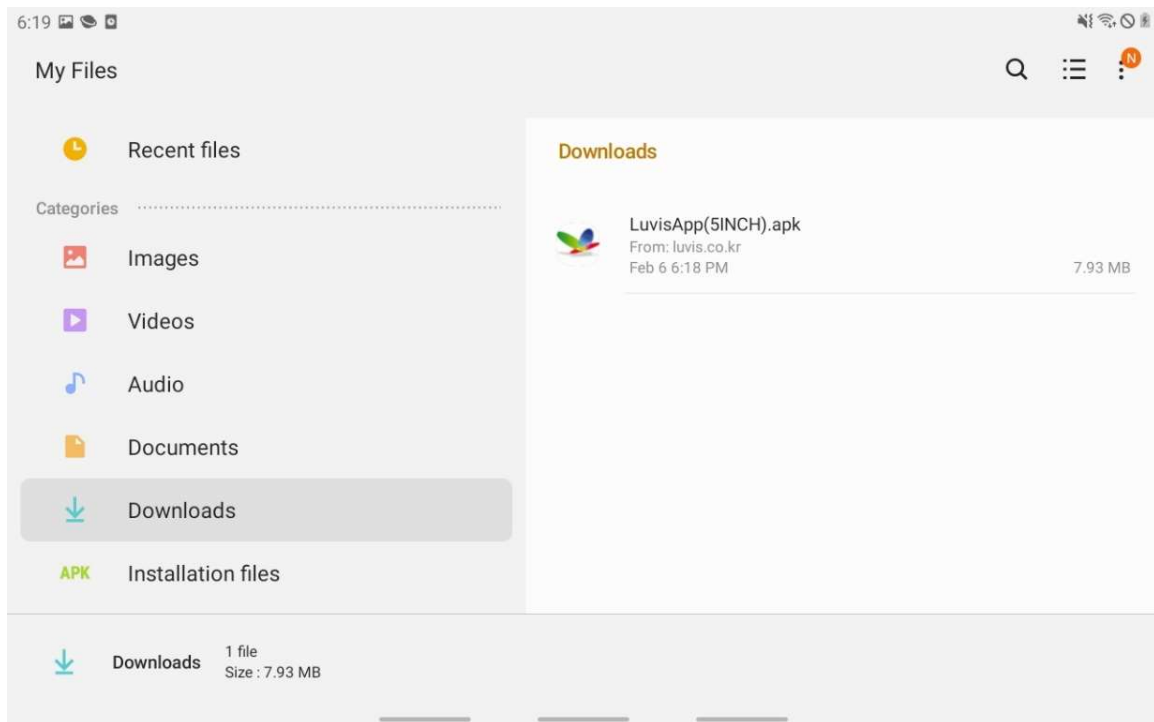 6:19
My Files
N
Recent files
Categories
Images
Videos
Audio
Documents
Downloads
APK Installation files
Downloads
LuvisApp(5INCH).apk
From: luvis.co.kr
Feb 6 6:18 PM 7.93 MB
Downloads
1 file
Size : 7.93 MB